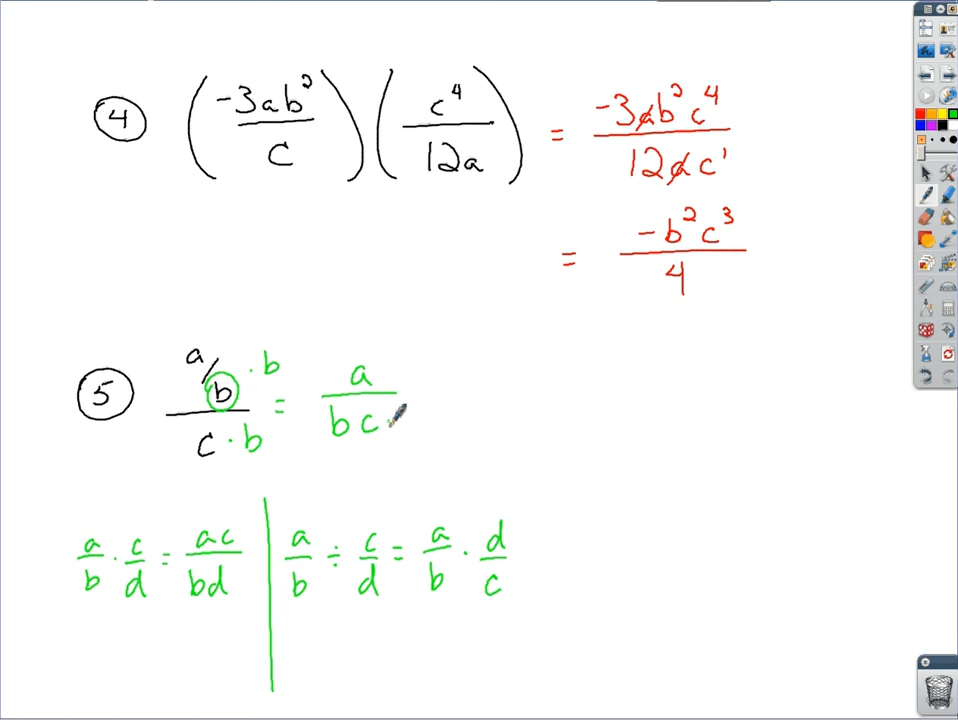 ④ (-3ab²/c)(c⁴/12a) = -3ab²c⁴/12ac¹
= -b²c³/4
⑤ (a/b · b)/(c · b) = a/bc
a/b · c/d = ac/bd | a/b ÷ c/d = a/b · d/c